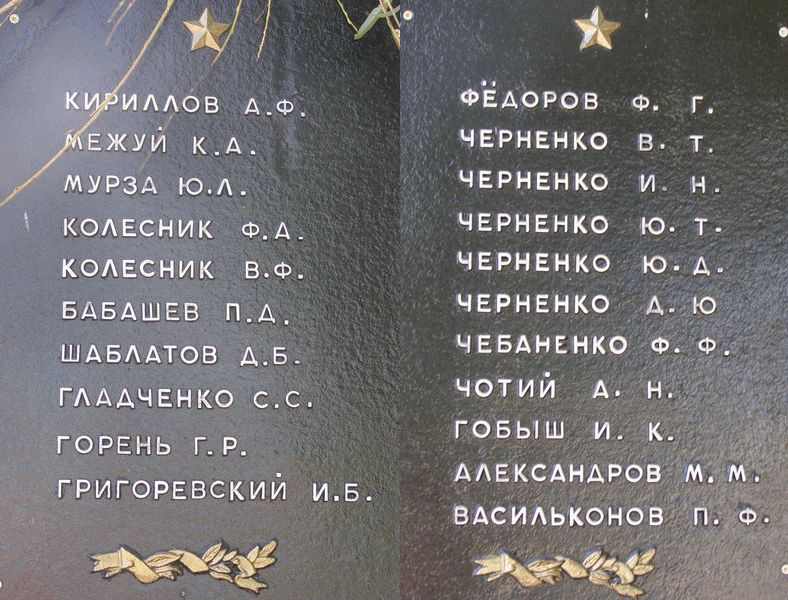 КИРИЛЛОВ А.Ф.
МЕЖУЙ К.А.
МУРЗА Ю.Л.
КОЛЕСНИК Ф.А.
КОЛЕСНИК В.Ф.
БАБАШЕВ П.Д.
ШАБЛАТОВ Д.Б.
ГЛАДЧЕНКО С.С.
ГОРЕНЬ Г.Р.
ГРИГОРЕВСКИЙ И.Б.
ФЁДОРОВ Ф. Г.
ЧЕРНЕНКО В. Т.
ЧЕРНЕНКО И. Н.
ЧЕРНЕНКО Ю. Т.
ЧЕРНЕНКО Ю. Д.
ЧЕРНЕНКО Д. Ю
ЧЕБАНЕНКО Ф. Ф.
ЧОТИЙ А. Н.
ГОБЫШ И. К.
АЛЕКСАНДРОВ М. М.
ВАСИЛЬКОНОВ П. Ф.